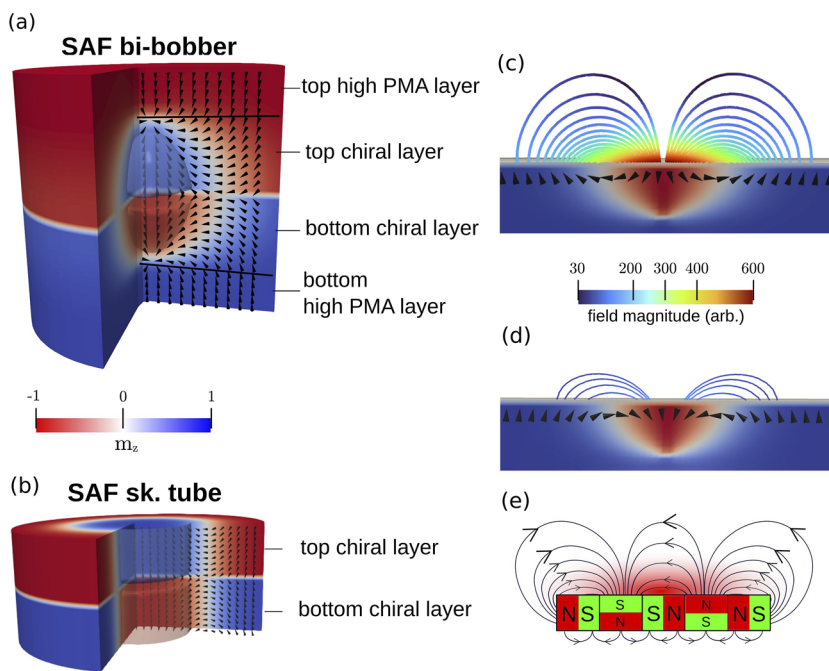 (a)
SAF bi-bobber
top high PMA layer
top chiral layer
bottom chiral layer
bottom
high PMA layer
-1 0 1
m_z
(b)
SAF sk. tube
top chiral layer
bottom chiral layer
(c)
30 200 300 400 600
field magnitude (arb.)
(d)
(e)
N S S N S N N S N S